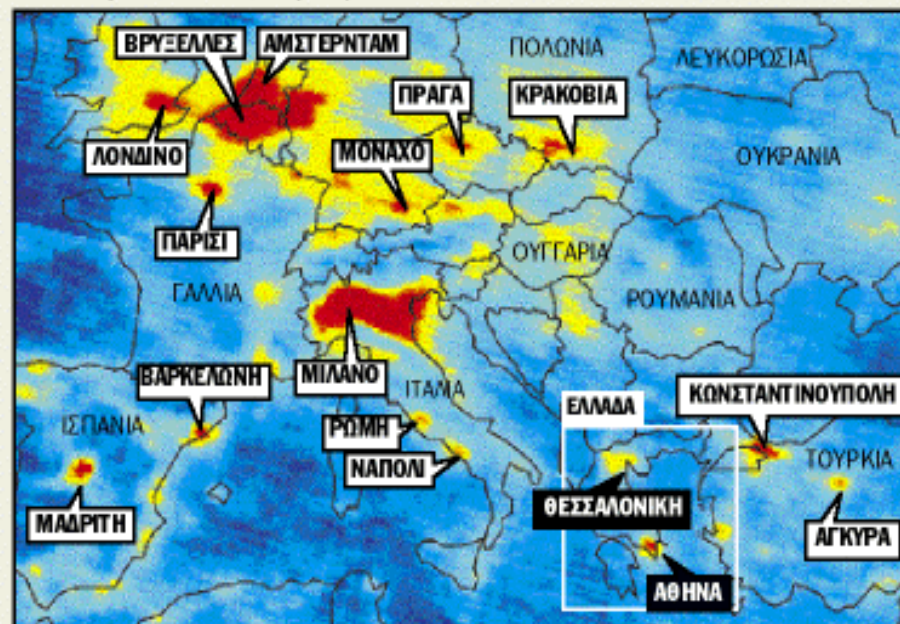 ΒΡΥΞΕΛΛΕΣ
ΑΜΣΤΕΡΝΤΑΜ
ΠΟΛΩΝΙΑ
ΛΕΥΚΟΡΩΣΙΑ
ΠΡΑΓΑ
ΚΡΑΚΟΒΙΑ
ΛΟΝΔΙΝΟ
ΜΟΝΑΧΟ
ΟΥΚΡΑΝΙΑ
ΠΑΡΙΣΙ
ΟΥΓΓΑΡΙΑ
ΓΑΛΛΙΑ
ΡΟΥΜΑΝΙΑ
ΒΑΡΚΕΛΩΝΗ
ΜΙΛΑΝΟ
ΙΤΑΛΙΑ
ΕΛΛΑΔΑ
ΚΩΝΣΤΑΝΤΙΝΟΥΠΟΛΗ
ΙΣΠΑΝΙΑ
ΡΩΜΗ
ΝΑΠΟΛΙ
ΤΟΥΡΚΙΑ
ΘΕΣΣΑΛΟΝΙΚΗ
ΜΑΔΡΙΤΗ
ΑΓΚΥΡΑ
ΑΘΗΝΑ